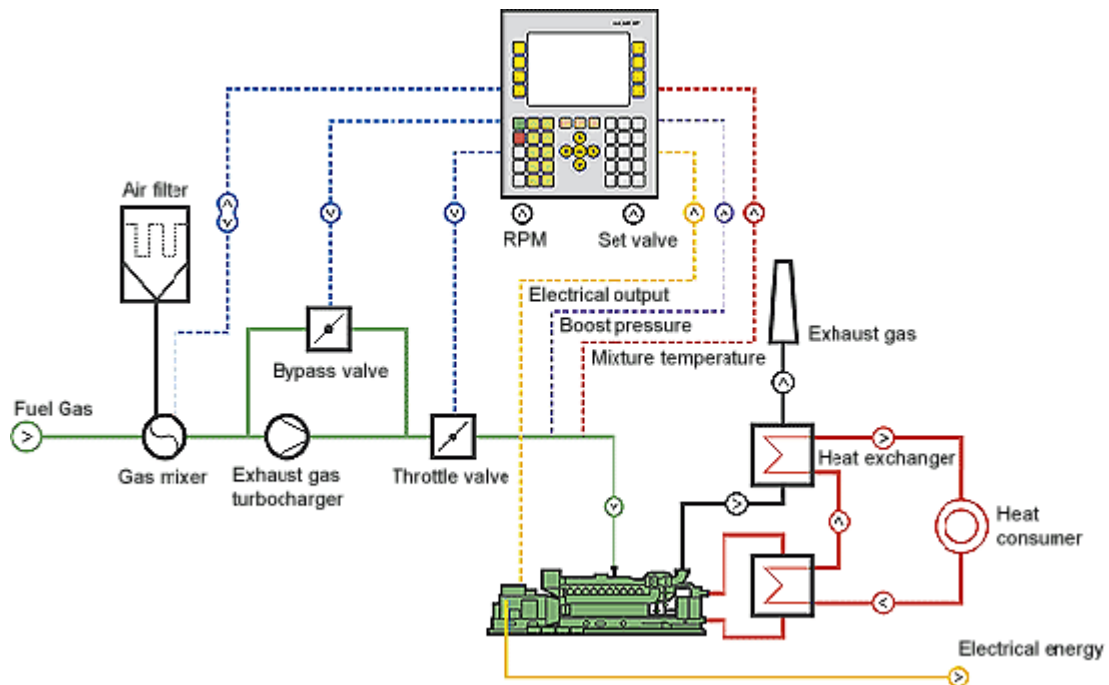 Air filter
RPM
Set valve
Electrical output
Boost pressure
Mixture temperature
Exhaust gas
Bypass valve
Fuel Gas
Gas mixer
Exhaust gas
turbocharger
Throttle valve
Heat exchanger
Heat
consumer
Electrical energy